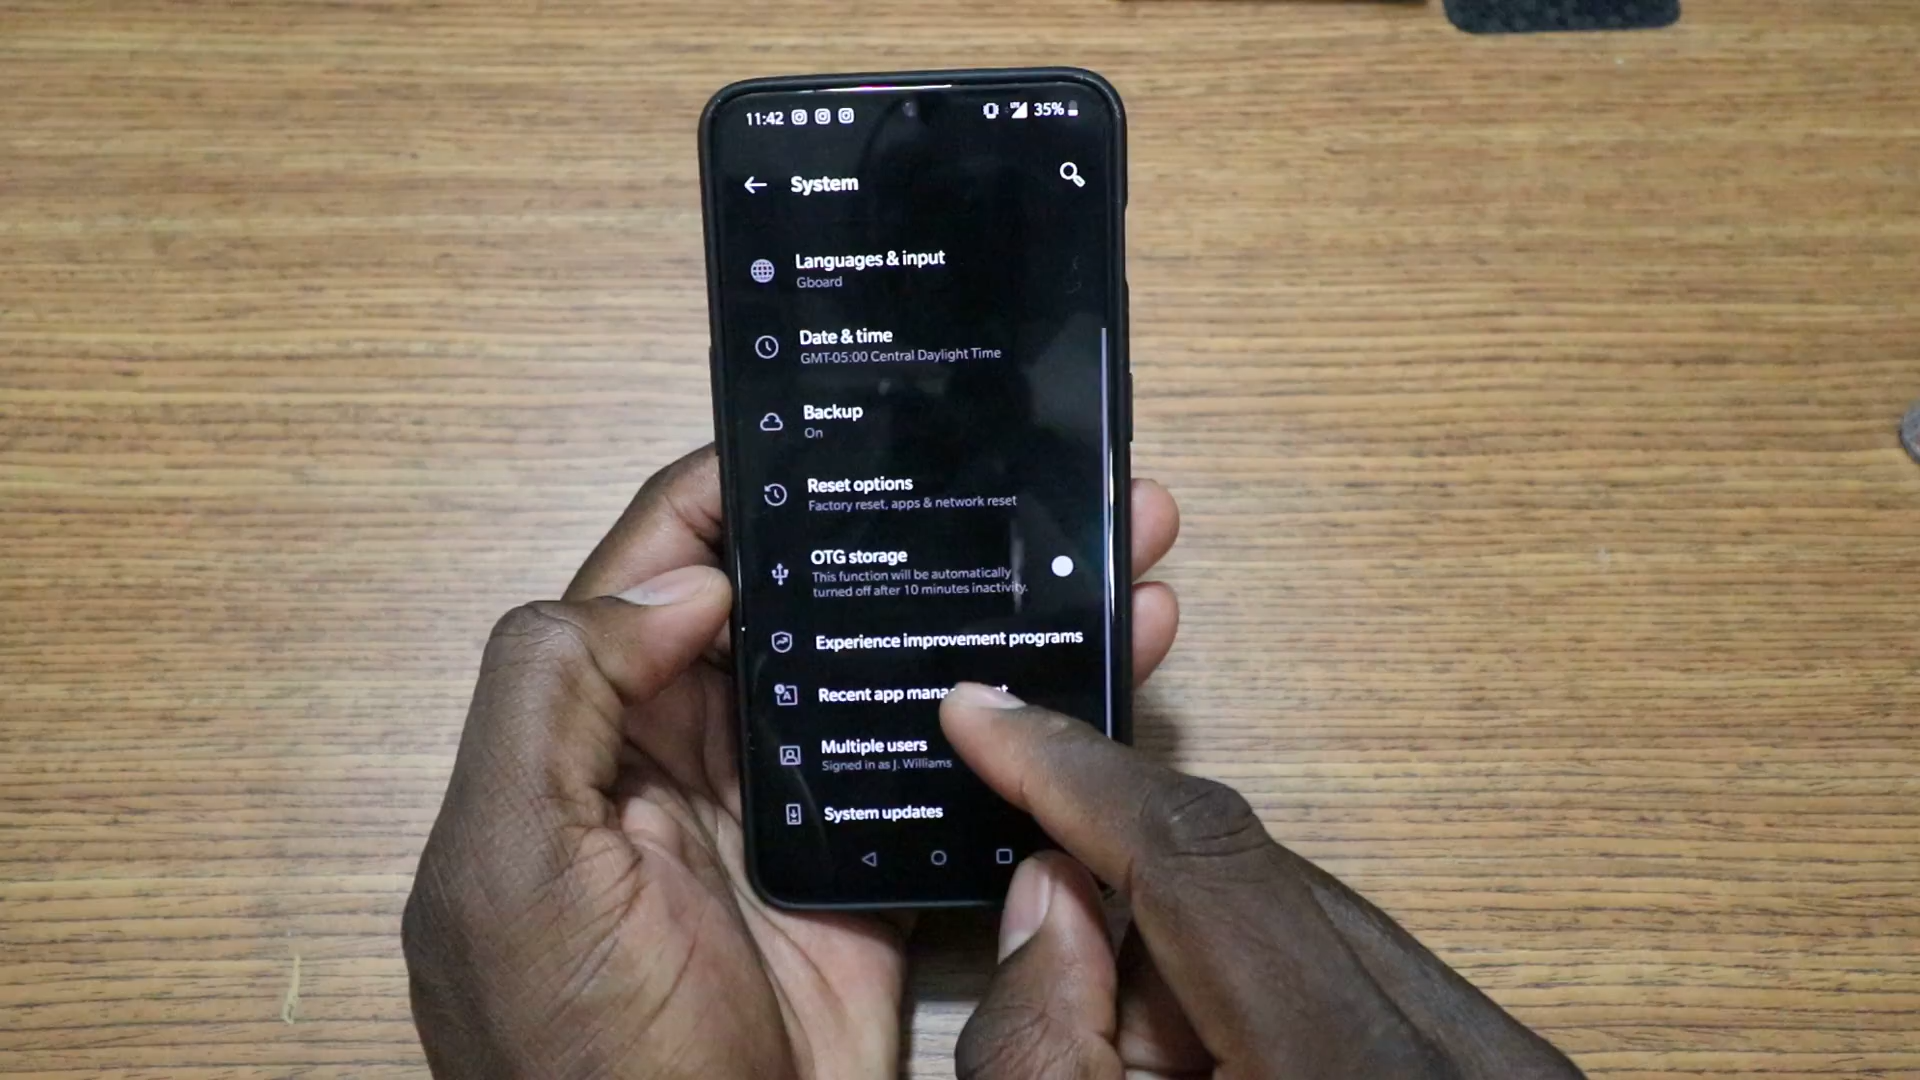 11:42
LTE 35%
System
Languages & input
Gboard
Date & time
GMT-05:00 Central Daylight Time
Backup
On
Reset options
Factory reset, apps & network reset
OTG storage
This function will be automatically
turned off after 10 minutes inactivity.
Experience improvement programs
Recent app
Multiple users
Signed in as J. Williams
System updates